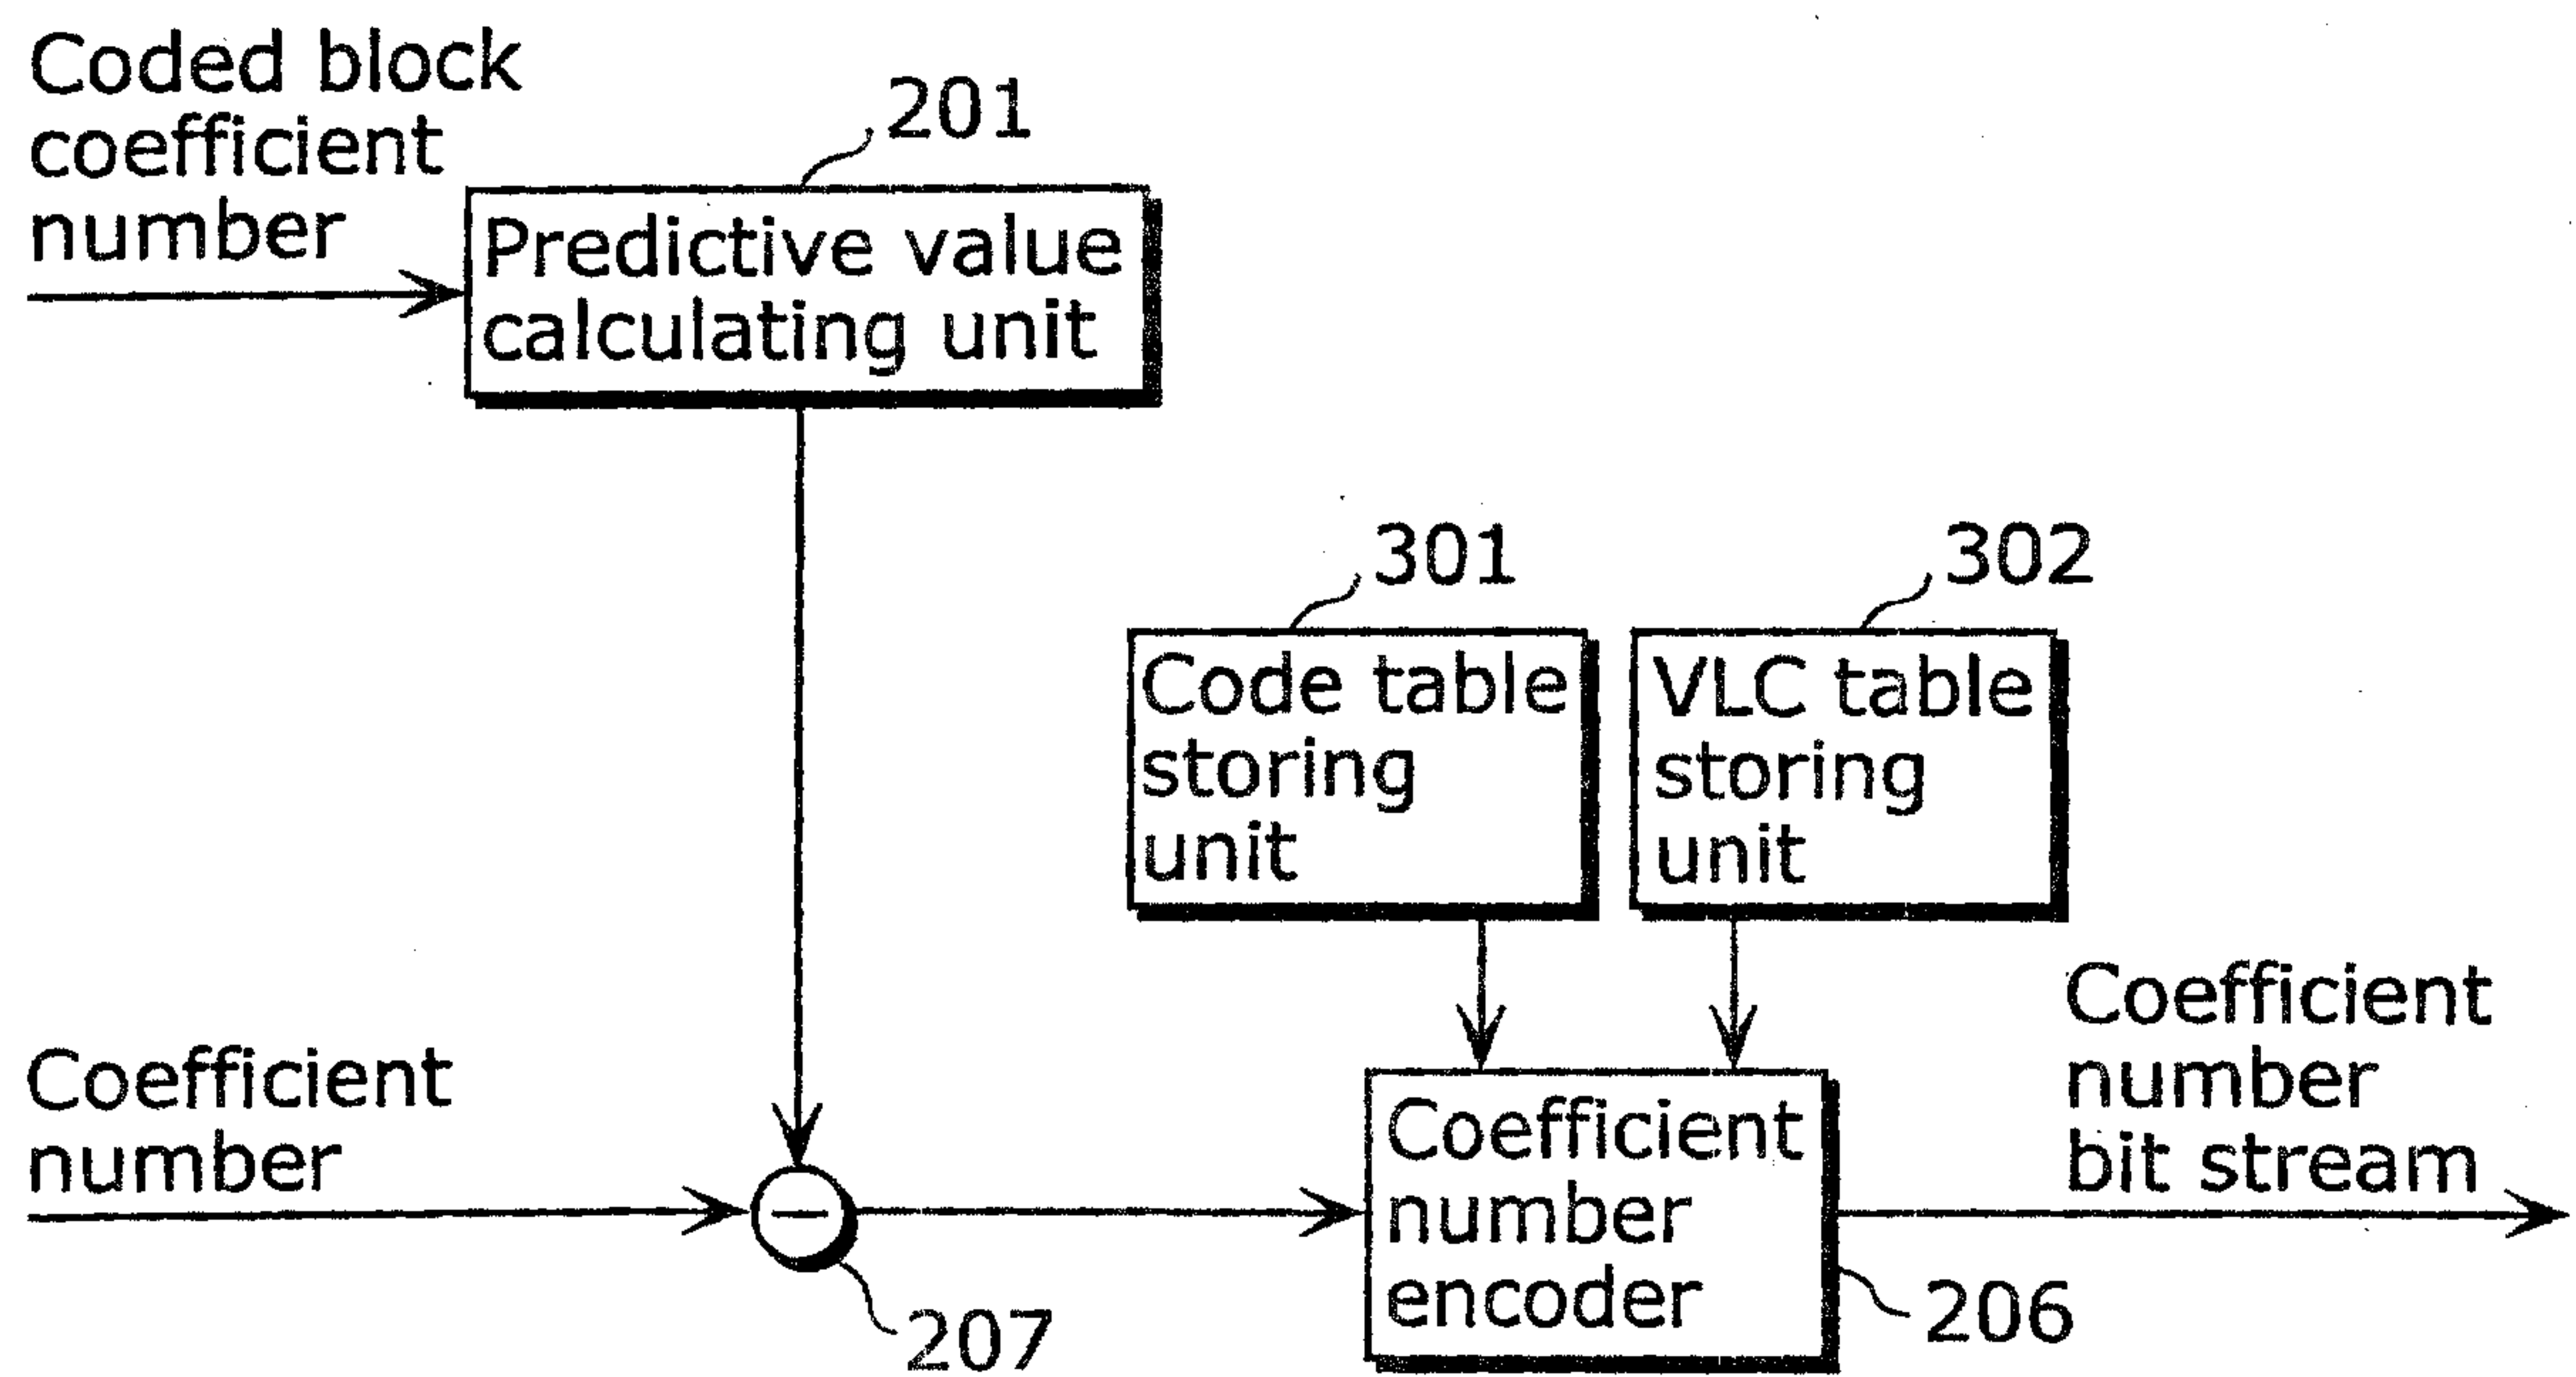 Coded block
coefficient
number
201
Predictive value
calculating unit
301
302
Code table
storing
unit
VLC table
storing
unit
Coefficient
number
Coefficient
number
encoder
Coefficient
number
bit stream
207
206